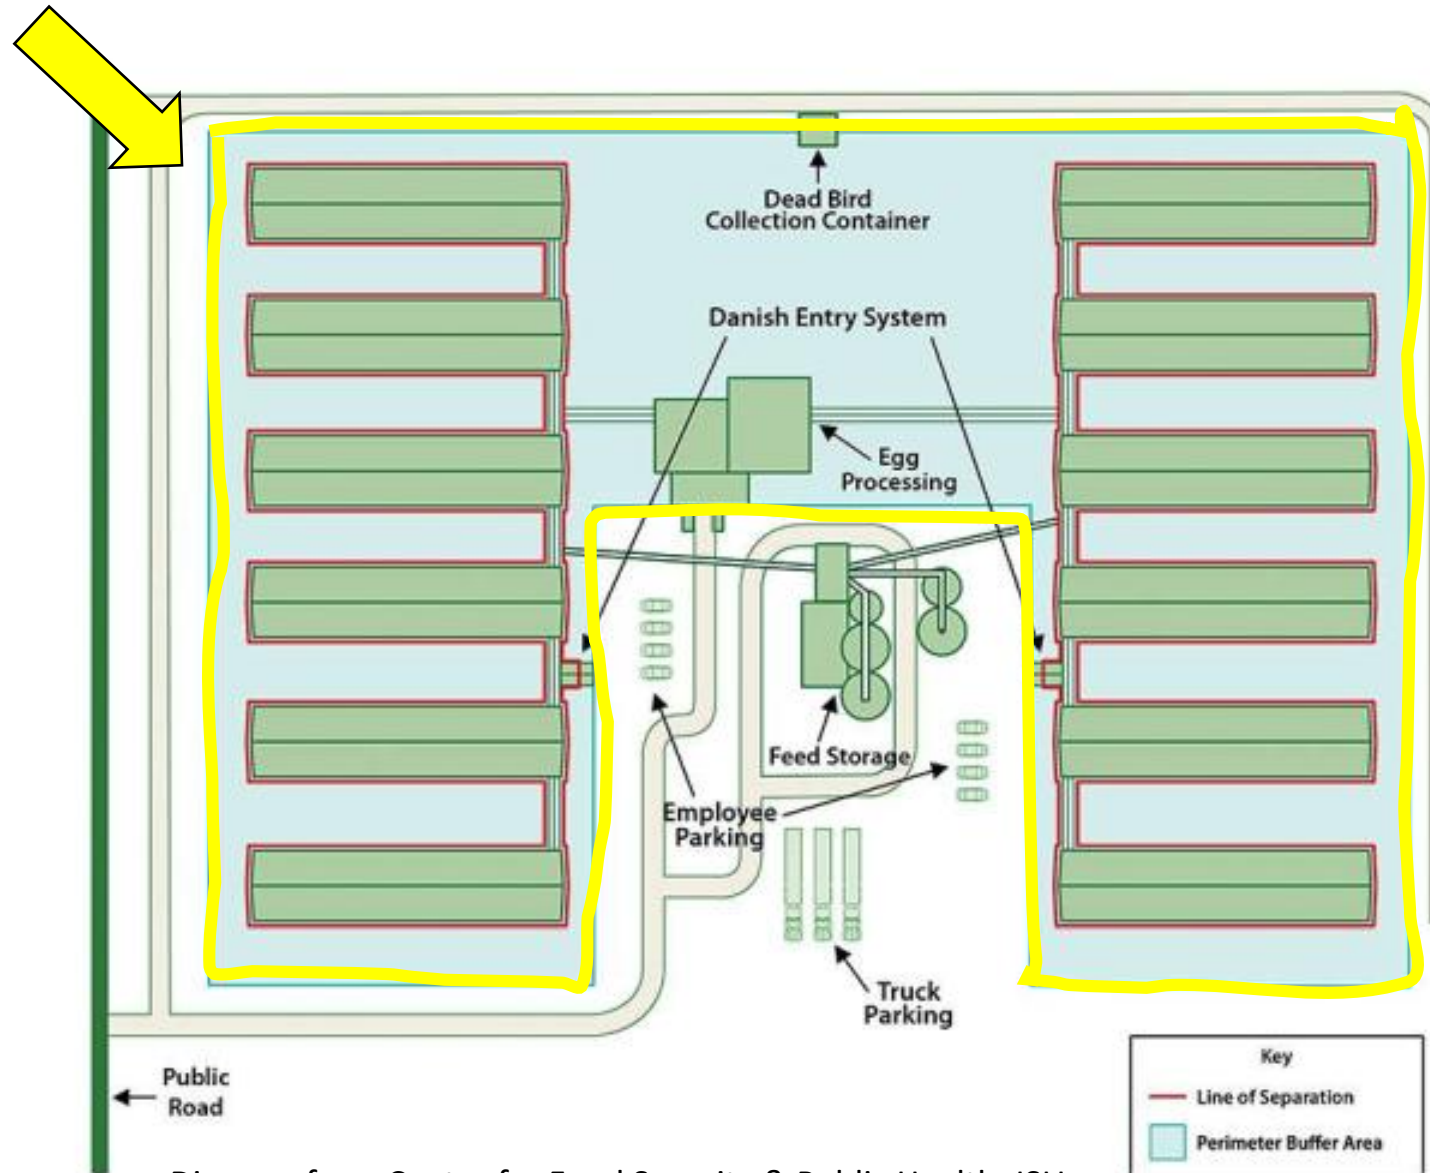 Dead Bird
Collection Container
Danish Entry System
Egg
Processing
Feed Storage
Employee
Parking
Truck
Parking
Public
Road
Key
Line of Separation
Perimeter Buffer Area